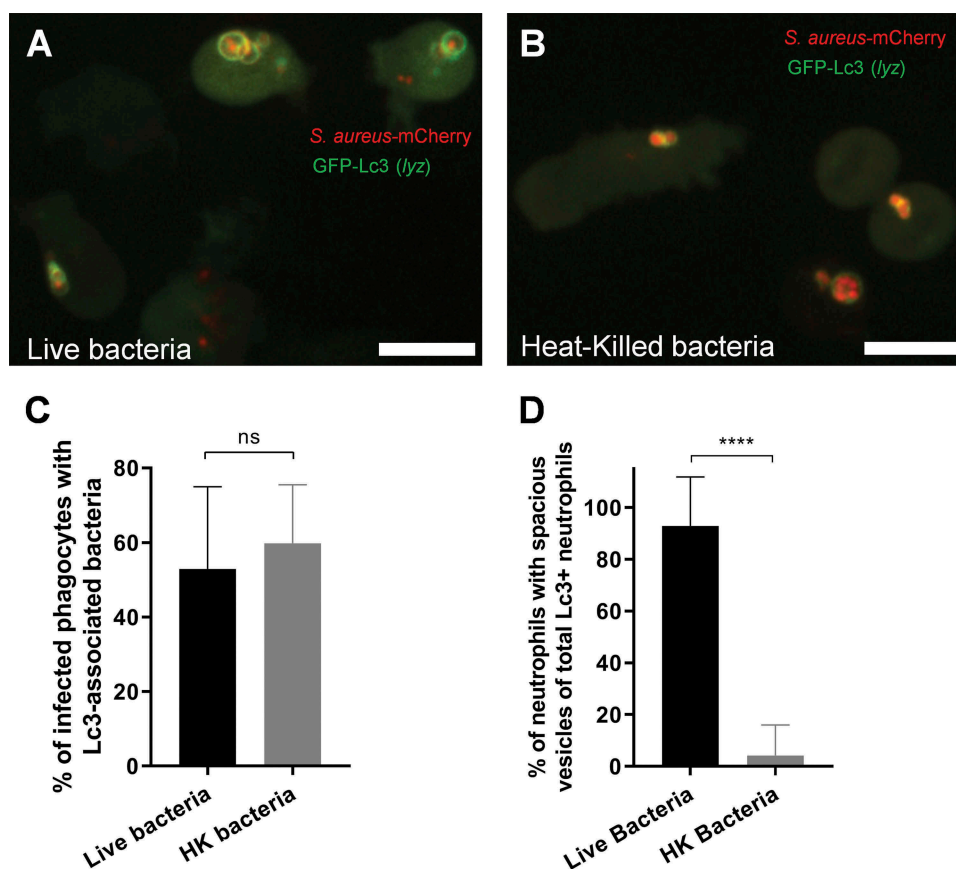 A
S. aureus-mCherry
GFP-Lc3 (lyz)
Live bacteria
B
S. aureus-mCherry
GFP-Lc3 (lyz)
Heat-Killed bacteria
C
% of infected phagocytes with
Lc3-associated bacteria
ns
80
60
40
20
0
Live bacteria
HK bacteria
D
% of neutrophils with spacious
vesicles of total Lc3+ neutrophils
****
100
80
60
40
20
0
Live Bacteria
HK Bacteria